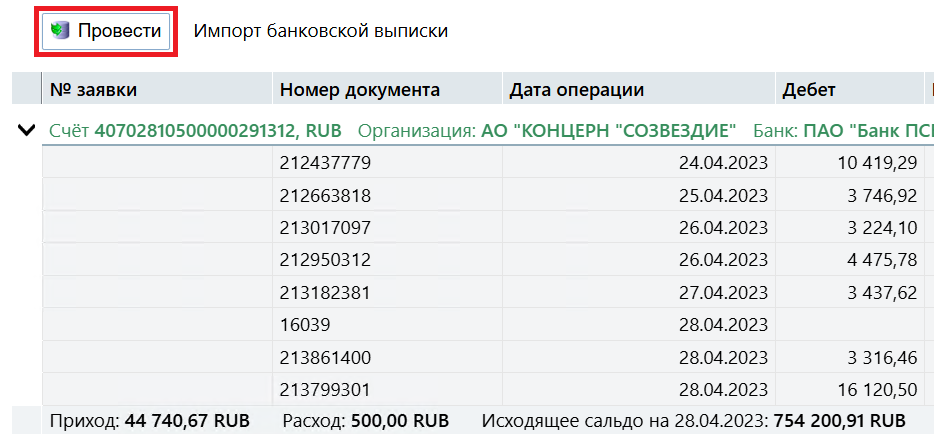 Провести Импорт банковской выписки
№ заявки Номер документа Дата операции Дебет
Счёт 40702810500000291312, RUB Организация: АО "КОНЦЕРН "СОЗВЕЗДИЕ" Банк: ПАО "Банк ПС
212437779 24.04.2023 10 419,29
212663818 25.04.2023 3 746,92
213017097 26.04.2023 3 224,10
212950312 26.04.2023 4 475,78
213182381 27.04.2023 3 437,62
16039 28.04.2023
213861400 28.04.2023 3 316,46
213799301 28.04.2023 16 120,50
Приход: 44 740,67 RUB Расход: 500,00 RUB Исходящее сальдо на 28.04.2023: 754 200,91 RUB